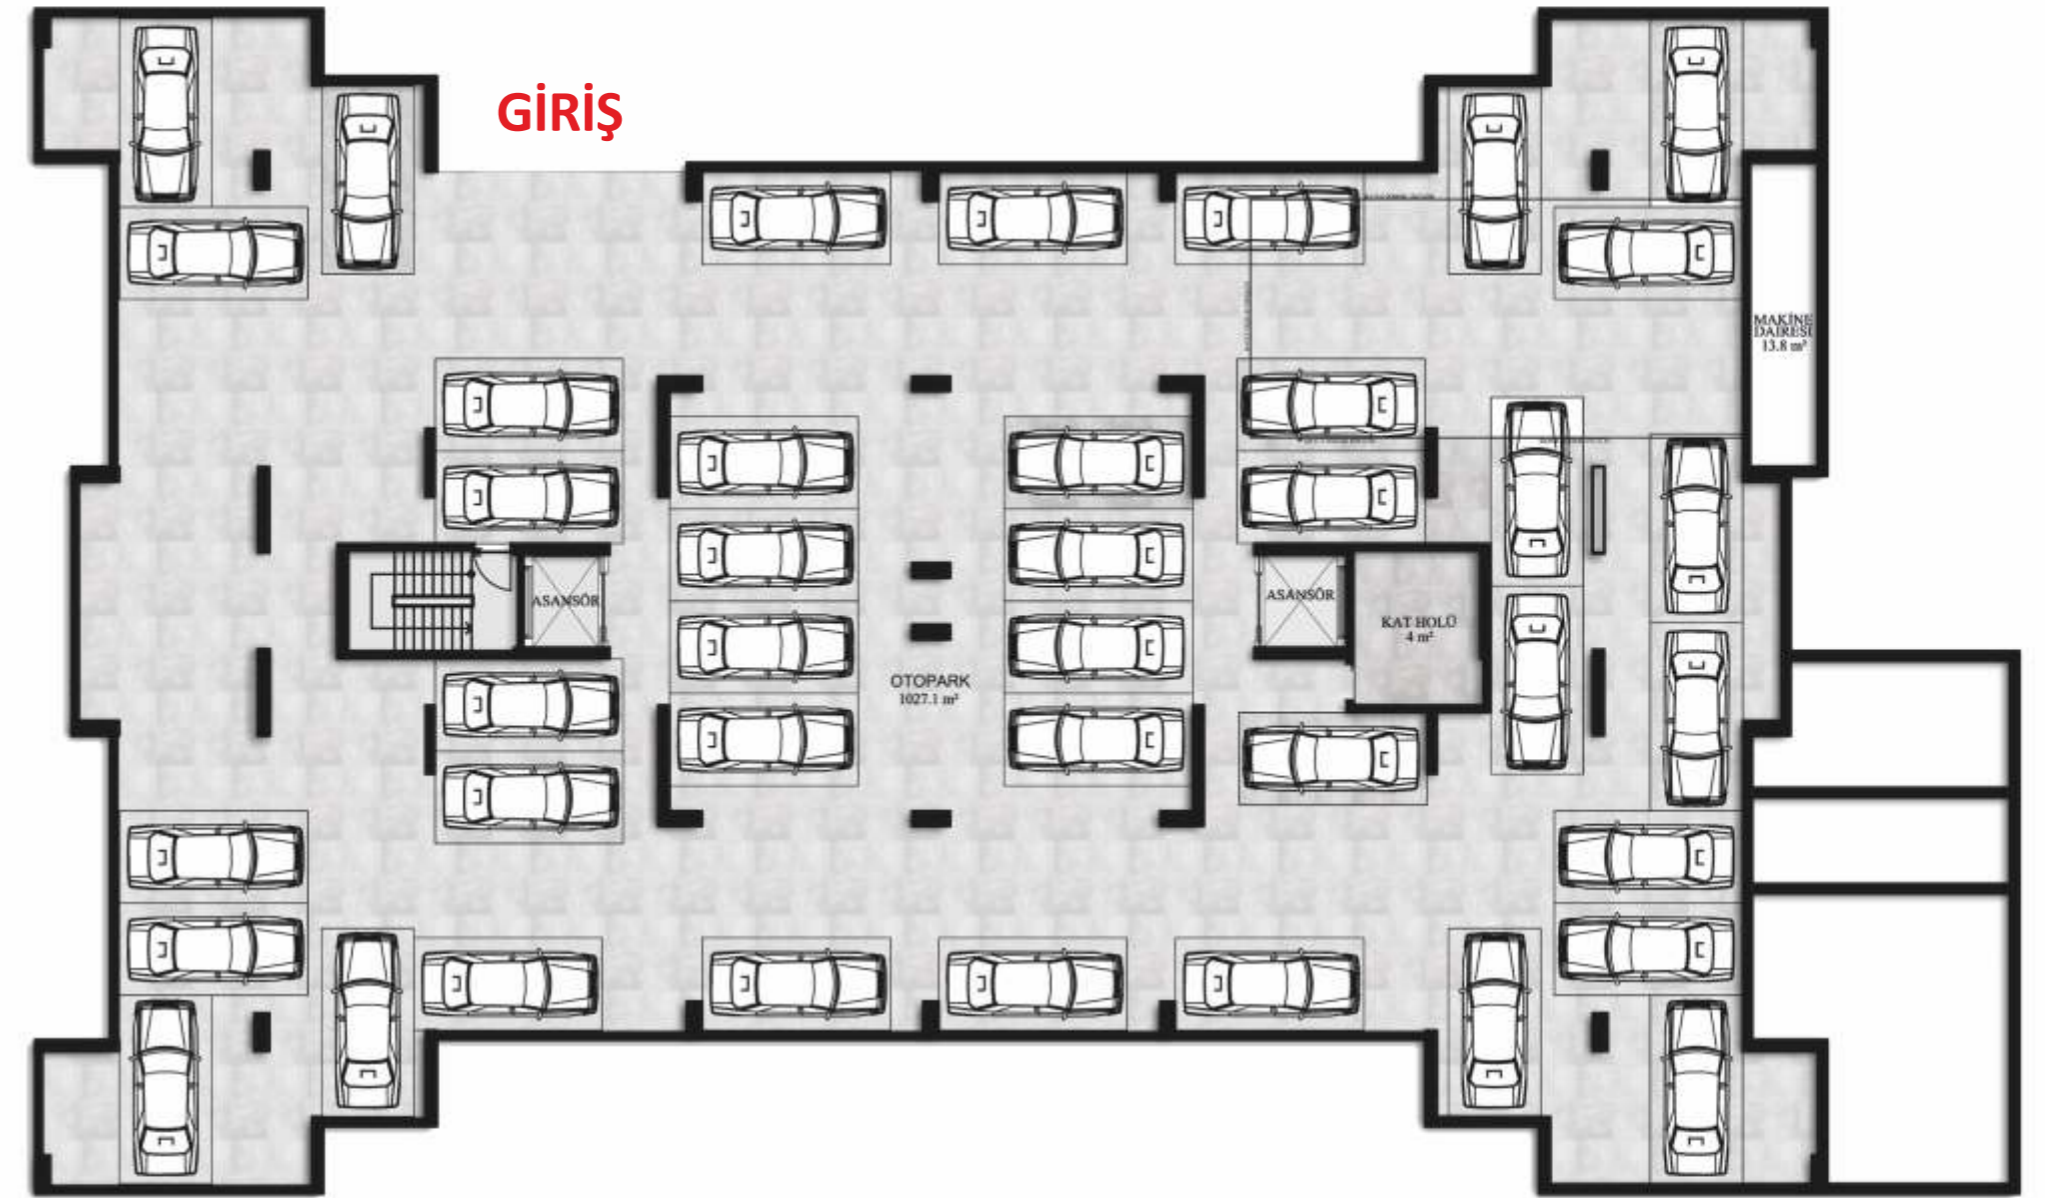 GİRİŞ
MAKİNE
DAİRESİ
13.8 m²
ASANSÖR
ASANSÖR
KAT HOLÜ
4 m²
OTOPARK
1027.1 m²